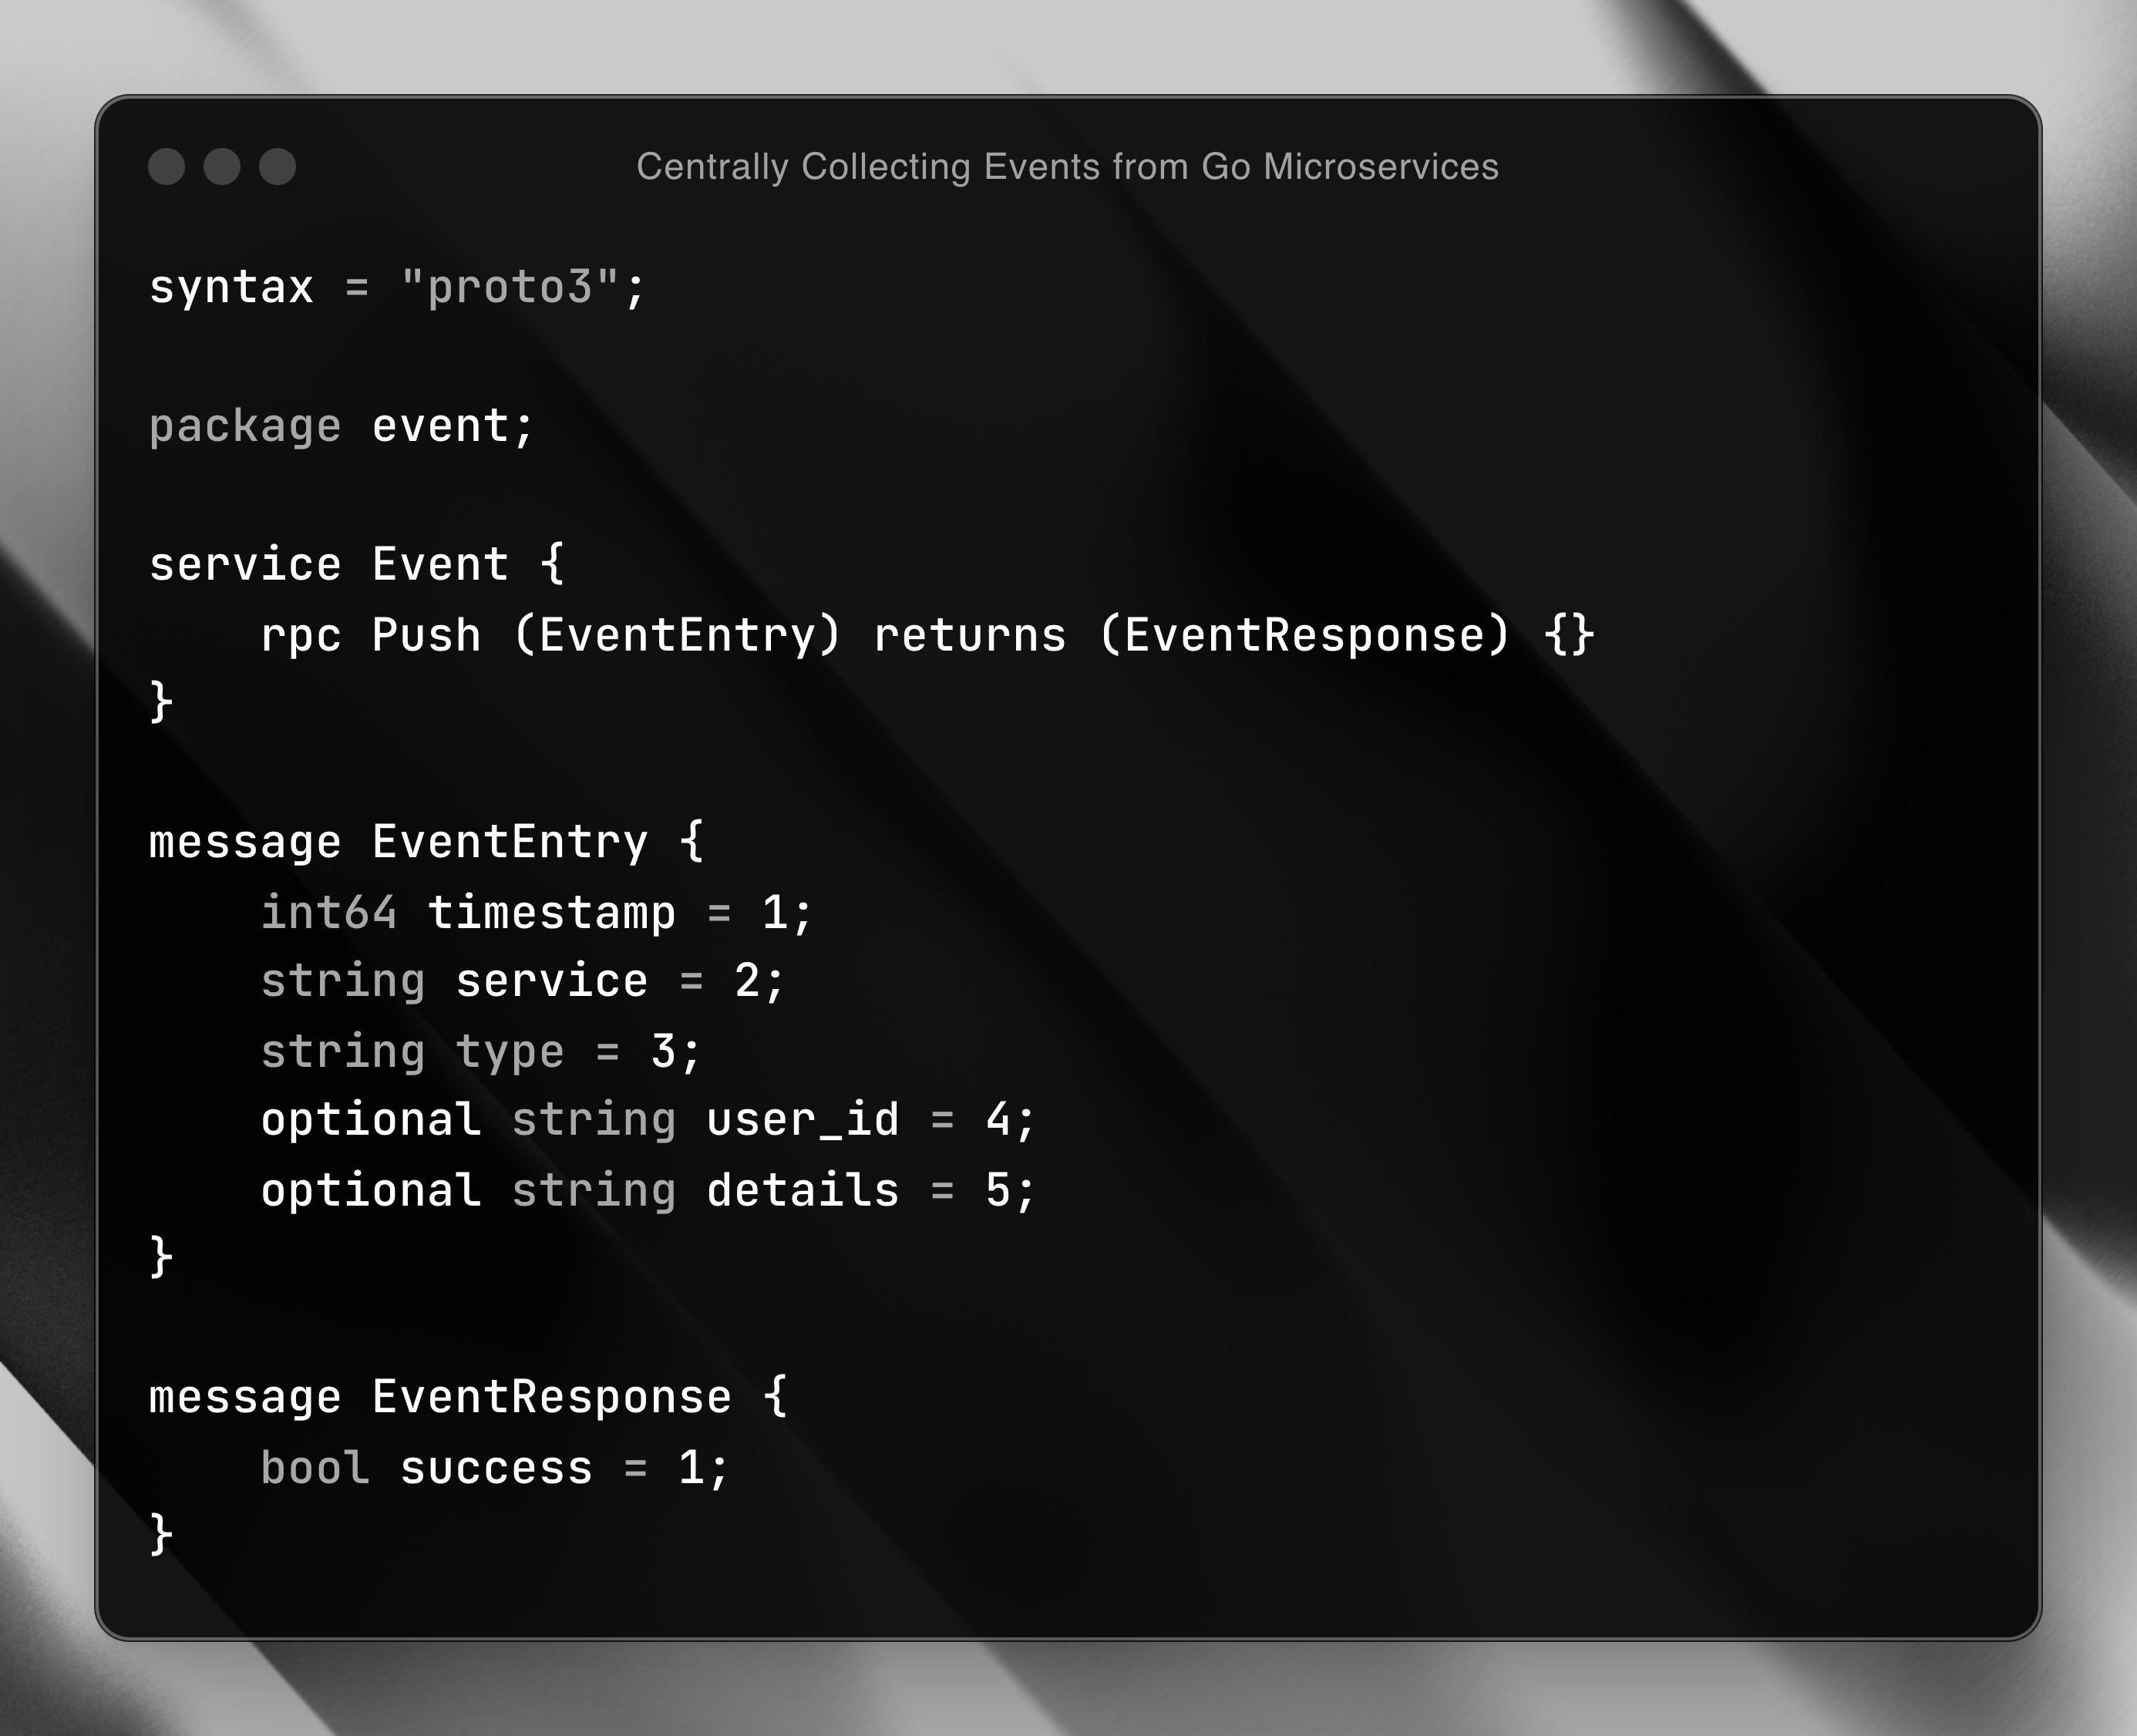 Centrally Collecting Events from Go Microservices
syntax = "proto3";
package event;
service Event {
    rpc Push (EventEntry) returns (EventResponse) {}
}
message EventEntry {
    int64 timestamp = 1;
    string service = 2;
    string type = 3;
    optional string user_id = 4;
    optional string details = 5;
}
message EventResponse {
    bool success = 1;
}